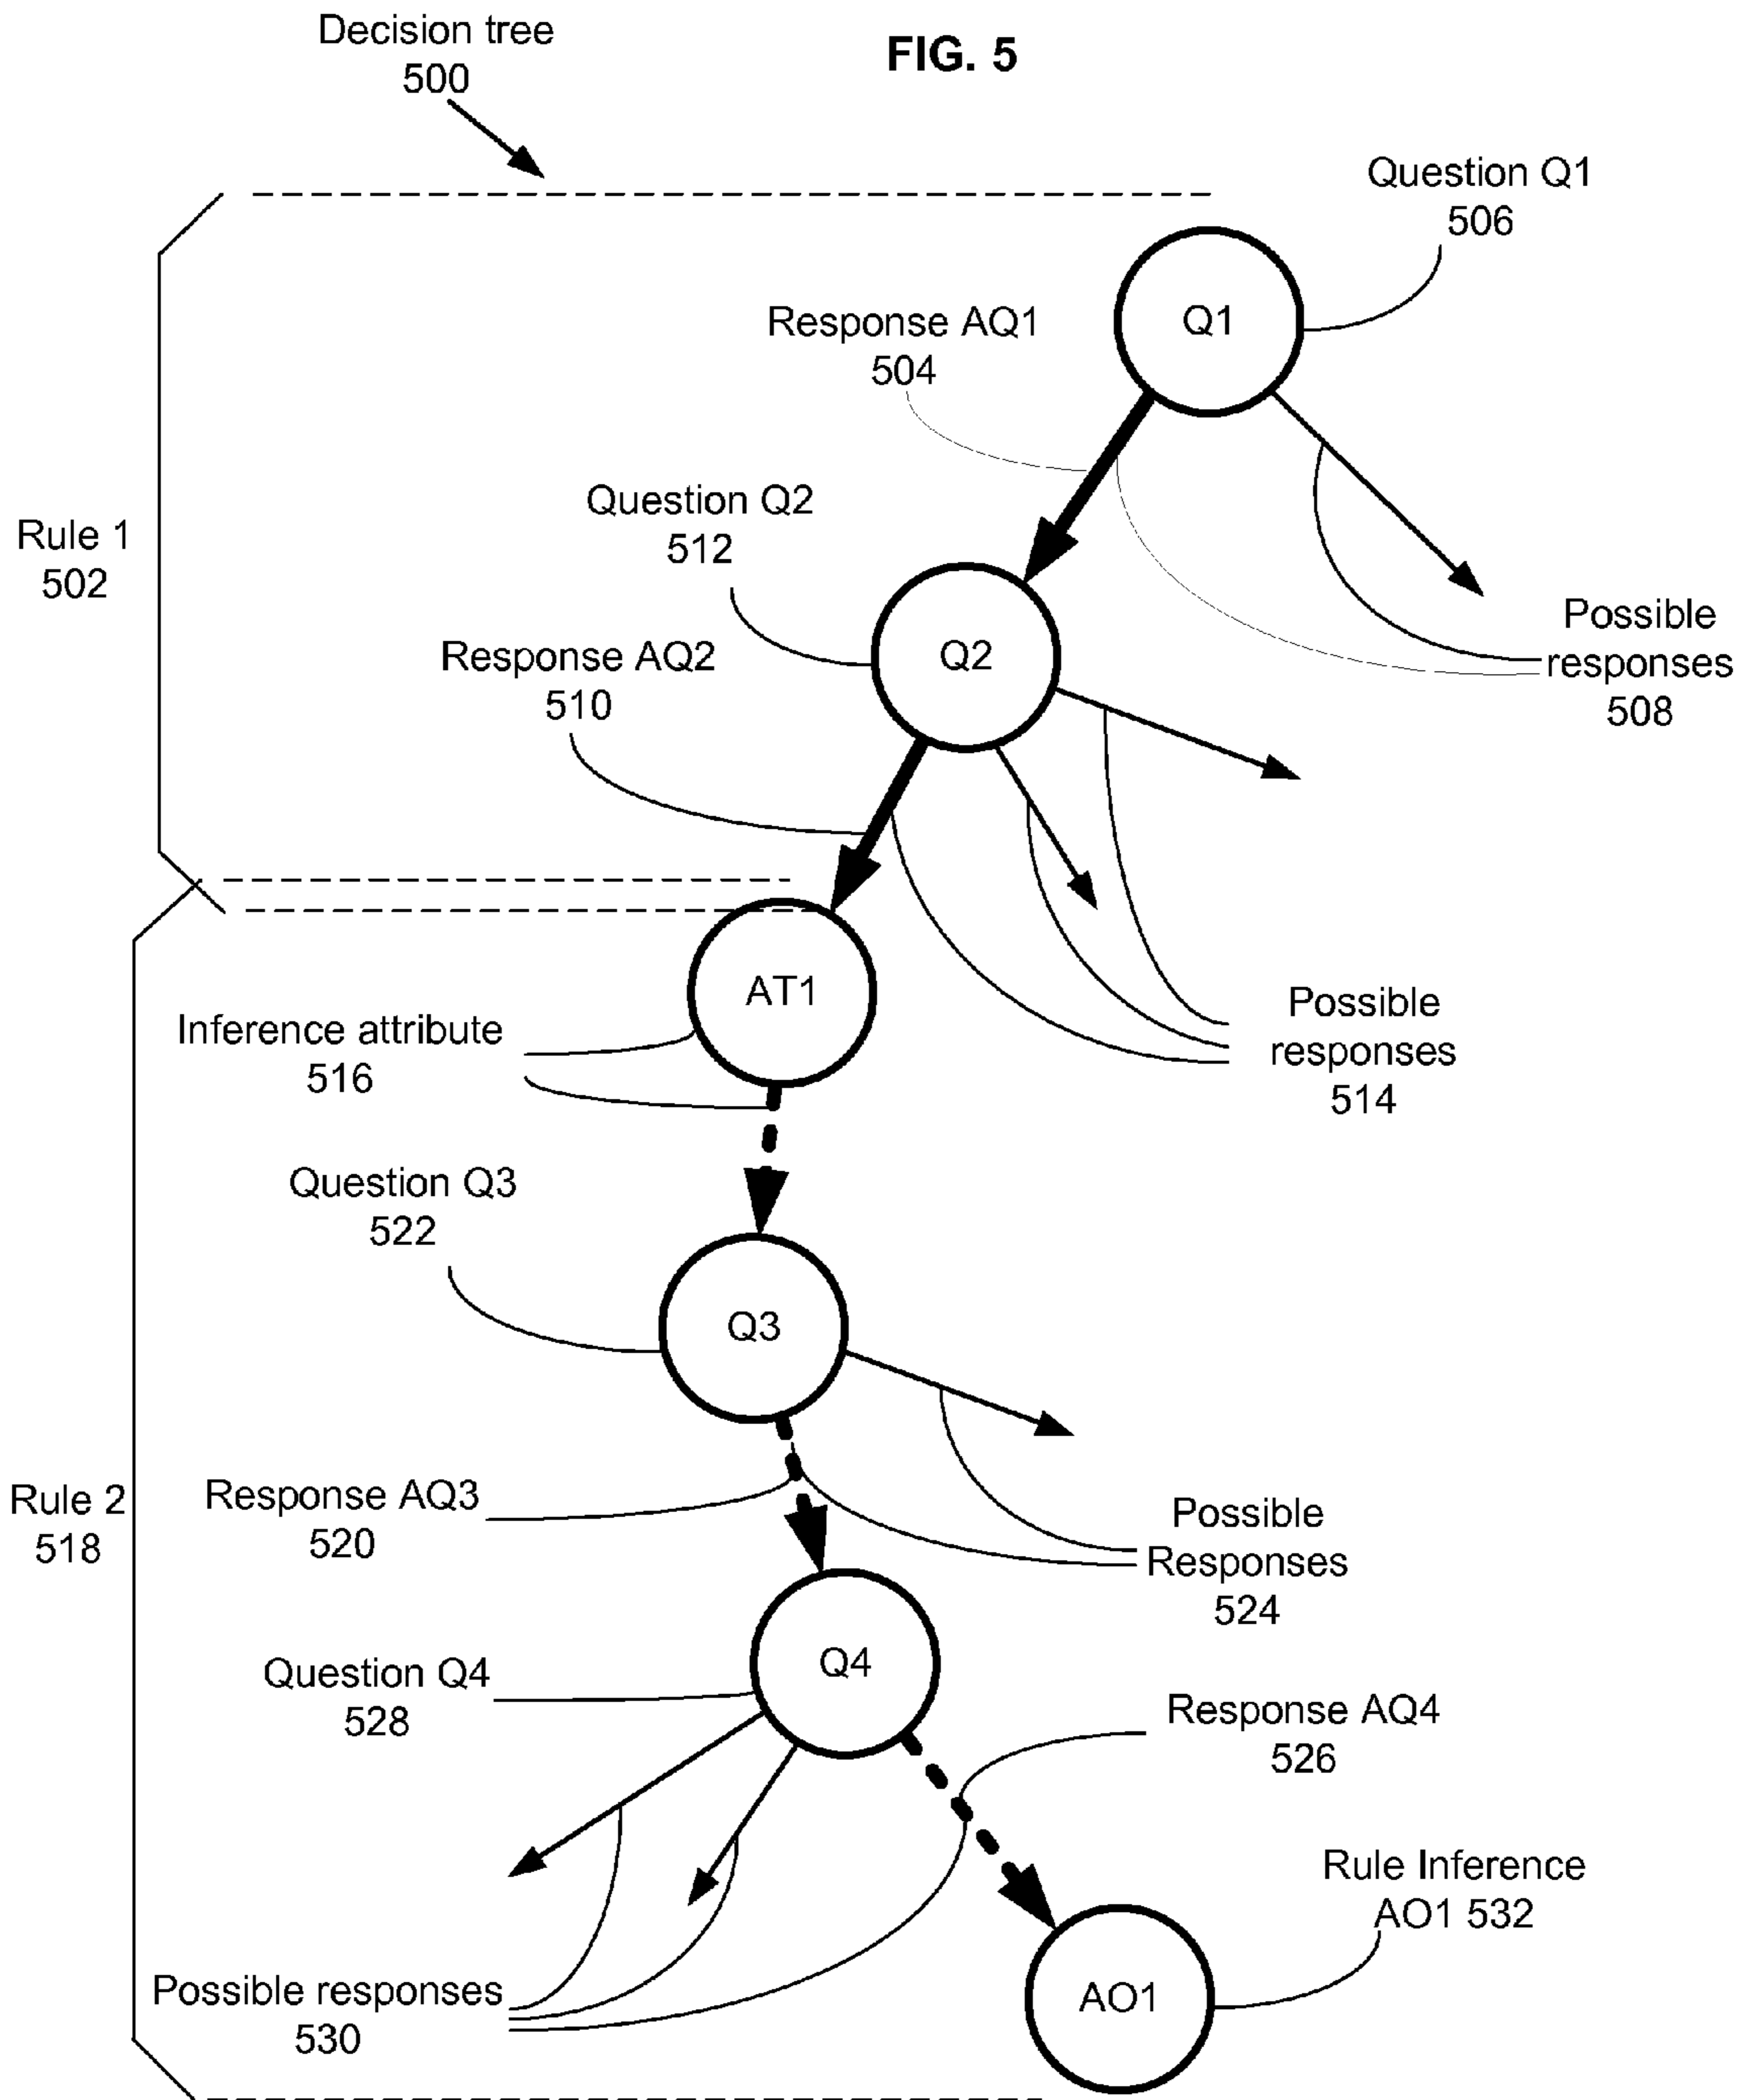 Decision tree
500
FIG. 5
Question Q1
506
Q1
Response AQ1
504
Question Q2
512
Rule 1
502
Possible
responses
508
Q2
Response AQ2
510
AT1
Inference attribute
516
Possible
responses
514
Question Q3
522
Q3
Rule 2
518
Response AQ3
520
Possible
Responses
524
Q4
Question Q4
528
Response AQ4
526
Rule Inference
AO1 532
Possible responses
530
AO1